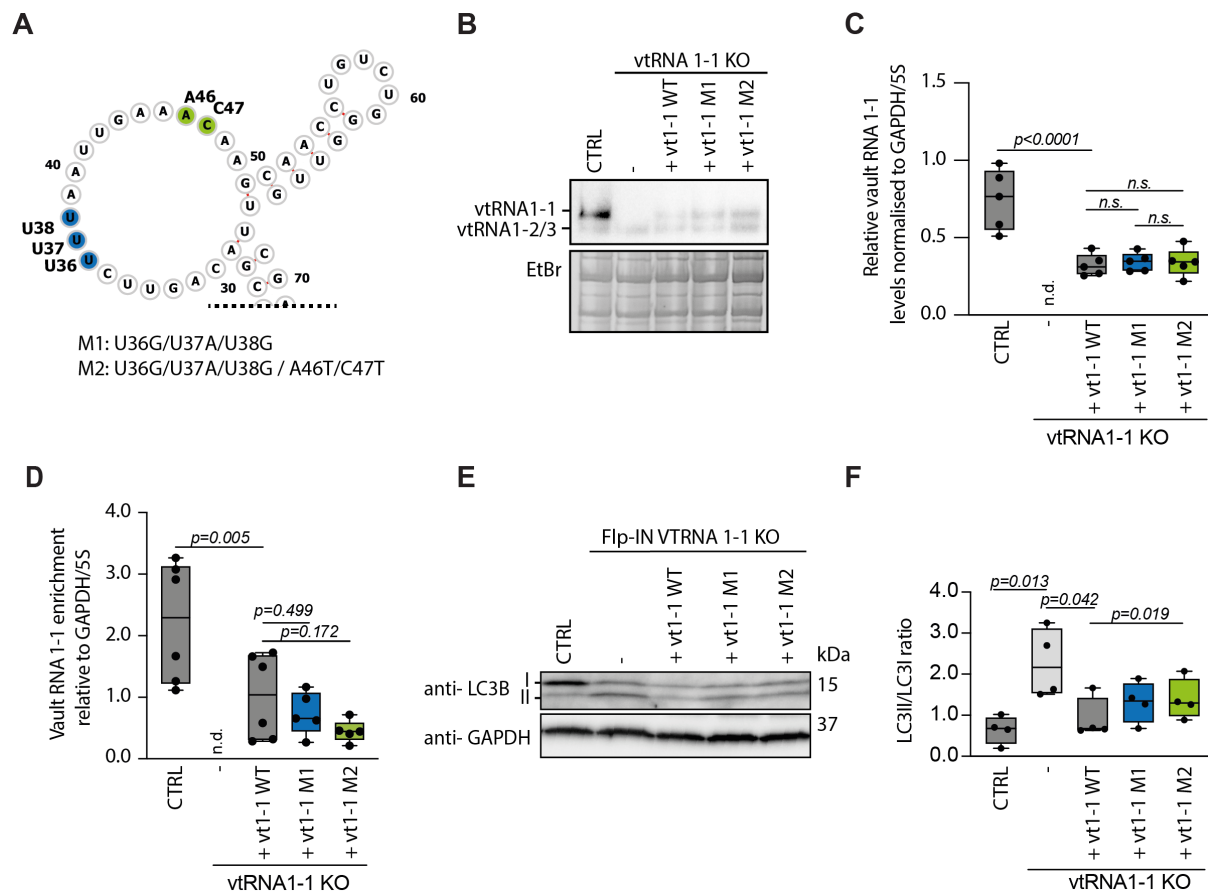 A
A46
C47
40
50
60
U38
U37
U36
30
70
M1: U36G/U37A/U38G
M2: U36G/U37A/U38G / A46T/C47T
B
vtRNA 1-1 KO
CTRL
-
+ vt1-1 WT
+ vt1-1 M1
+ vt1-1 M2
vtRNA1-1
vtRNA1-2/3
EtBr
C
Relative vault RNA 1-1
levels normalised to GAPDH/5S
1.5
1.0
0.5
0.0
p<0.0001
n.s.
n.s.
n.s.
n.d.
CTRL
-
+ vt1-1 WT
+ vt1-1 M1
+ vt1-1 M2
vtRNA1-1 KO
D
Vault RNA 1-1 enrichment
relative to GAPDH/5S
4.0
3.0
2.0
1.0
0.0
p=0.005
p=0.499
p=0.172
n.d.
CTRL
-
+ vt1-1 WT
+ vt1-1 M1
+ vt1-1 M2
vtRNA1-1 KO
E
Flp-IN VTRNA 1-1 KO
CTRL
-
+ vt1-1 WT
+ vt1-1 M1
+ vt1-1 M2
kDa
anti- LC3B
I
II
15
anti- GAPDH
37
F
LC3II/LC3I ratio
4.0
3.0
2.0
1.0
0.0
p=0.013
p=0.042
p=0.019
CTRL
-
+ vt1-1 WT
+ vt1-1 M1
+ vt1-1 M2
vtRNA1-1 KO